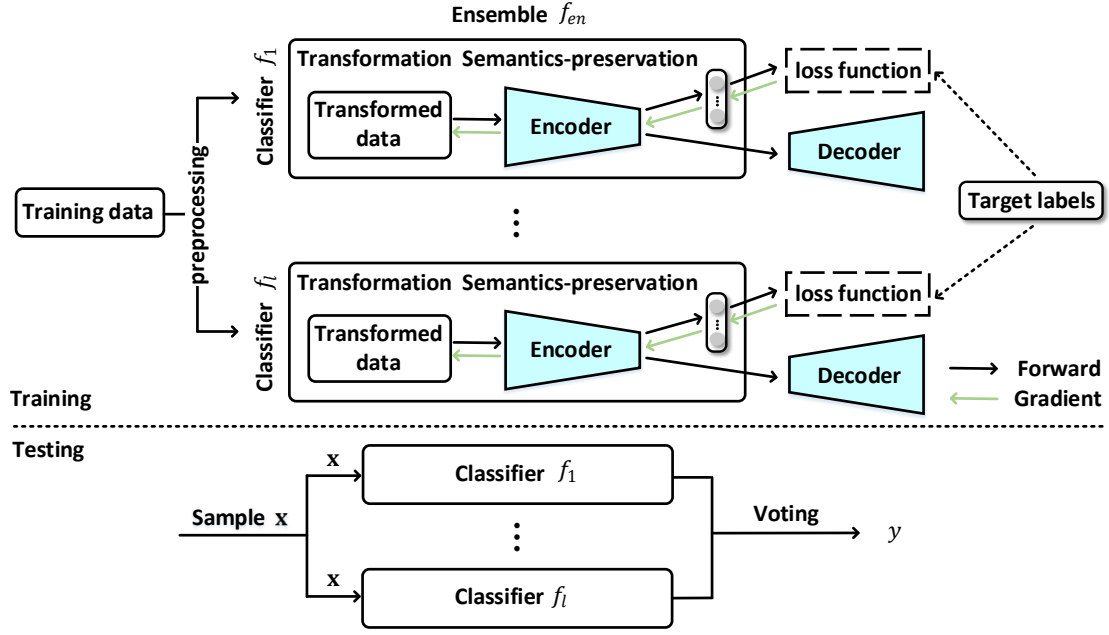 Ensemble f_en
Classifier f_1
Transformation Semantics-preservation
Transformed
data
Encoder
loss function
Decoder
Training data
preprocessing
Target labels
Classifier f_l
Transformation Semantics-preservation
Transformed
data
Encoder
loss function
Decoder
Forward
Gradient
Training
Testing
x
Classifier f_1
Sample x
Voting
y
x
Classifier f_l